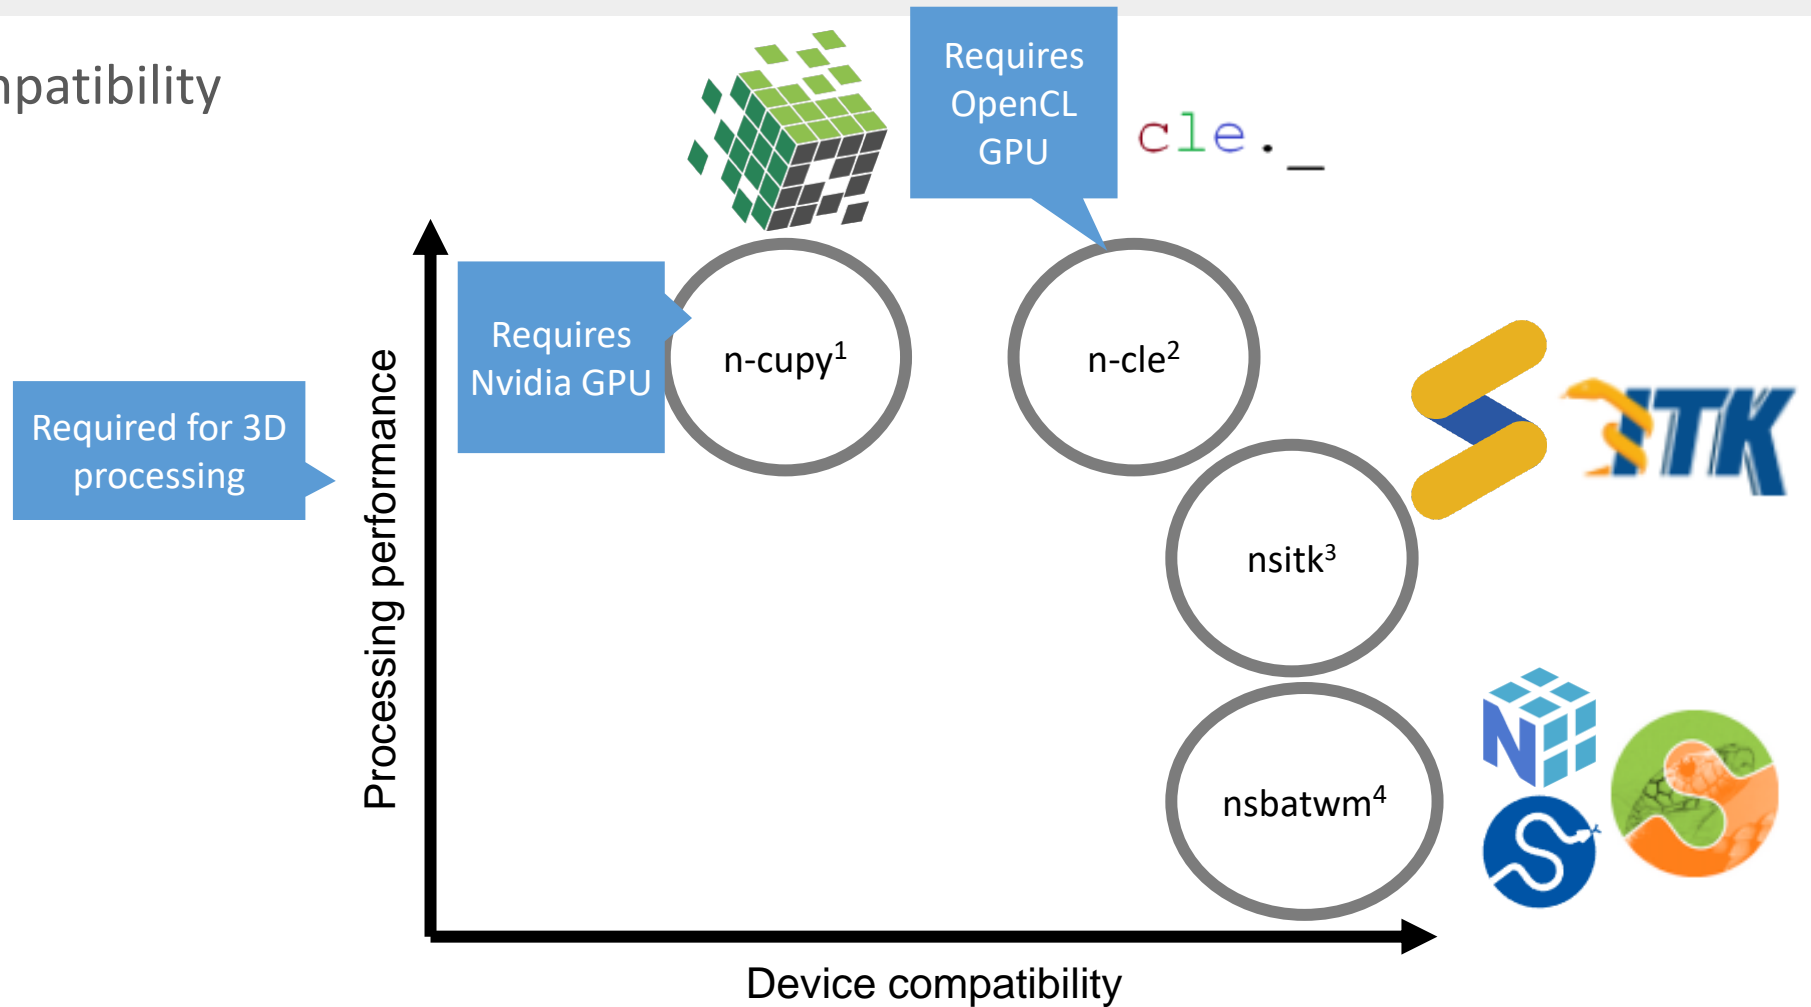 mpatibility
Requires
OpenCL
GPU
cle._
Requires
Nvidia GPU
n-cupy¹
n-cle²
Required for 3D
processing
Processing performance
ITK
nsitk³
N
nsbatwm⁴
Device compatibility